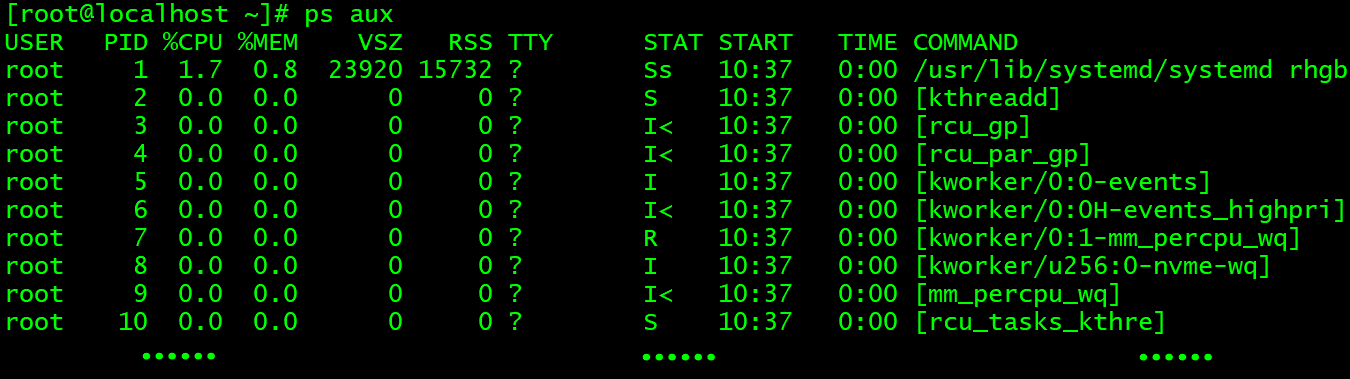 [root@localhost ~]# ps aux
USER PID %CPU %MEM VSZ RSS TTY STAT START TIME COMMAND
root 1 1.7 0.8 23920 15732 ? Ss 10:37 0:00 /usr/lib/systemd/systemd rhgb
root 2 0.0 0.0 0 0 ? S 10:37 0:00 [kthreadd]
root 3 0.0 0.0 0 0 ? I< 10:37 0:00 [rcu_gp]
root 4 0.0 0.0 0 0 ? I< 10:37 0:00 [rcu_par_gp]
root 5 0.0 0.0 0 0 ? I 10:37 0:00 [kworker/0:0-events]
root 6 0.0 0.0 0 0 ? I< 10:37 0:00 [kworker/0:0H-events_highpri]
root 7 0.0 0.0 0 0 ? R 10:37 0:00 [kworker/0:1-mm_percpu_wq]
root 8 0.0 0.0 0 0 ? I 10:37 0:00 [kworker/u256:0-nvme-wq]
root 9 0.0 0.0 0 0 ? I< 10:37 0:00 [mm_percpu_wq]
root 10 0.0 0.0 0 0 ? S 10:37 0:00 [rcu_tasks_kthre]
...... ...... ......